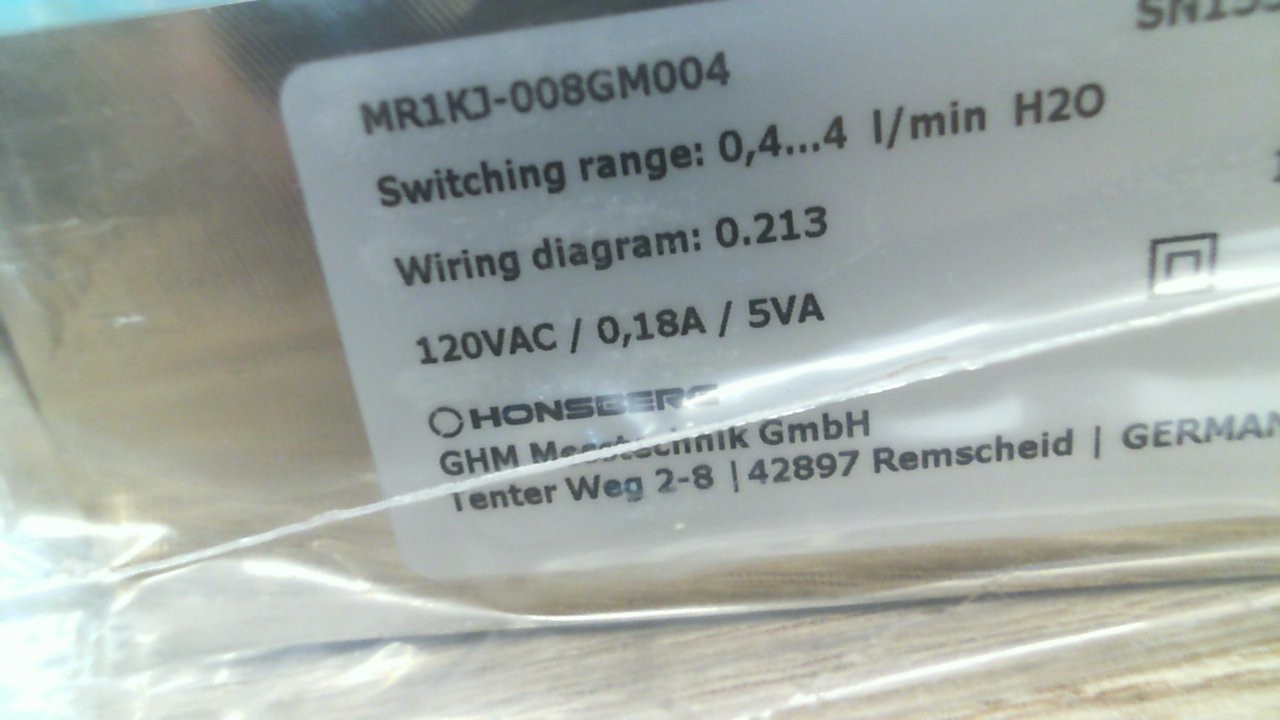 MR1KJ-008GM004
Switching range: 0,4...4 l/min H2O
Wiring diagram: 0.213
120VAC / 0,18A / 5VA
HONSBERG
GHM Messtechnik GmbH
Tenter Weg 2-8 | 42897 Remscheid | GERMAN